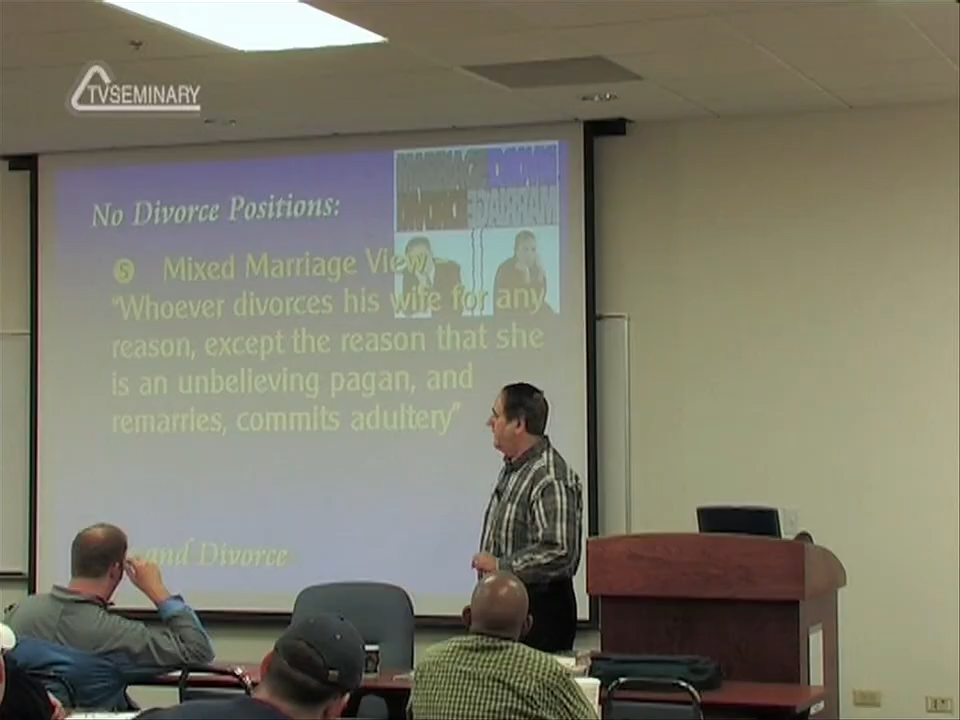 TVSEMINARY
No Divorce Positions:
5 Mixed Marriage View
"Whoever divorces his wife for any
reason, except the reason that she
is an unbelieving pagan, and
remarries, commits adultery"
and Divorce